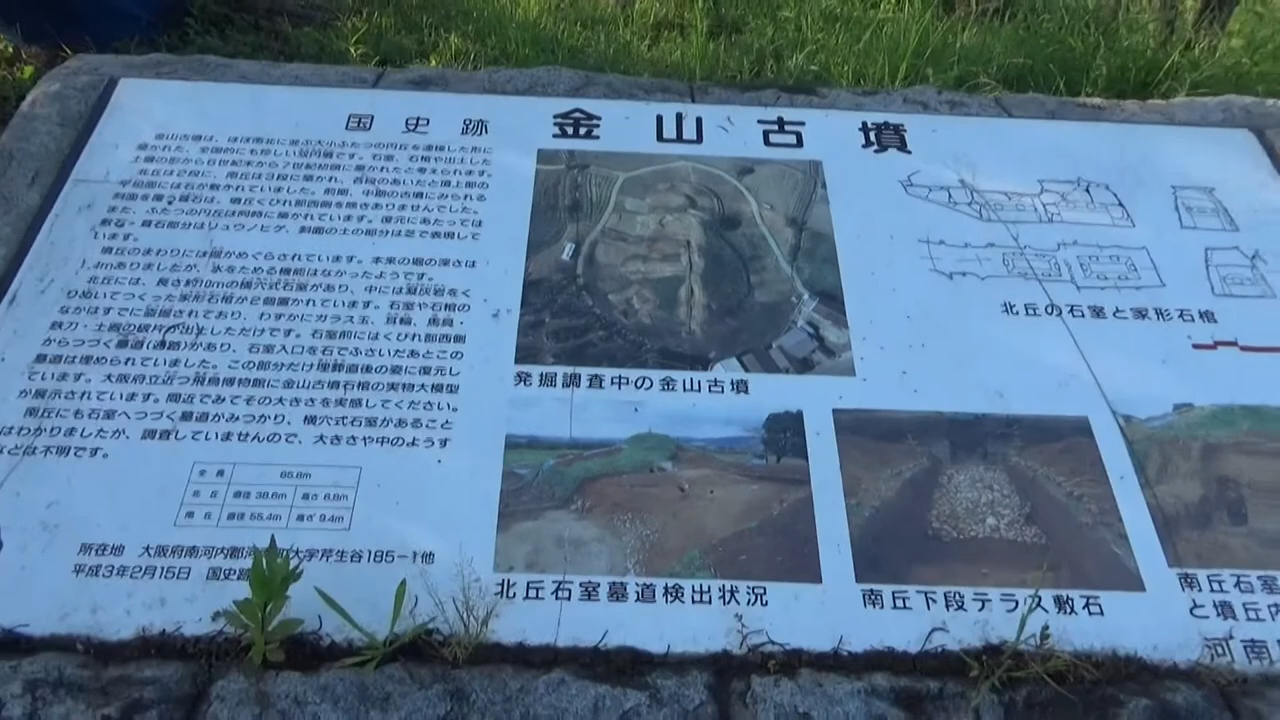 国史跡 金山古墳
金山古墳は、ほぼ南北に並ぶ大小ふたつの円丘を連接した形に
築かれた、全国的にも珍しい双円墳です。石室、石棺や出土した
土器の形から6世紀末から7世紀初頭に築かれたと考えられます。
北丘は2段に、南丘は3段に築かれ、各段のあいだと頂上部の
平坦面には石が敷かれていました。前期、中期の古墳にみられる
斜面を覆う葺石は、墳丘くびれ部西側を除きありませんでした。
また、ふたつの円丘は同時に築かれています。復元にあたっては
敷石・葺石部分はリュウノヒゲ、斜面の土の部分は芝で表現して
います。
墳丘のまわりには堀がめぐらされています。本来の堀の深さは
1.4mありましたが、水をためる機能はなかったようです。
北丘には、長さ約10mの横穴式石室があり、中には凝灰岩をく
りぬいてつくった家形石棺が2個置かれています。石室や石棺の
なかはすでに盗掘されており、わずかにガラス玉、耳輪、馬具・
鉄刀・土器の破片が出土しただけです。石室前にはくびれ部西側
からつづく墓道(通路)があり、石室入口を石でふさいだあとこの
墓道は埋められていました。この部分だけ埋葬直後の姿に復元し
ています。大阪府立近つ飛鳥博物館に金山古墳石棺の実物大模型
が展示されています。間近でみてその大きさを実感してください。
南丘にも石室へつづく墓道がみつかり、横穴式石室があること
はわかりましたが、調査していませんので、大きさや中のようす
などは不明です。
全長 85.8m
北丘 直径 38.6m 高さ 6.8m
南丘 直径 55.4m 高さ 9.4m
所在地 大阪府南河内郡河 町大字芹生谷185-1他
平成3年2月15日 国史跡
発掘調査中の金山古墳
北丘の石室と家形石棺
北丘石室墓道検出状況
南丘下段テラス敷石
南丘石室
と墳丘内
河南